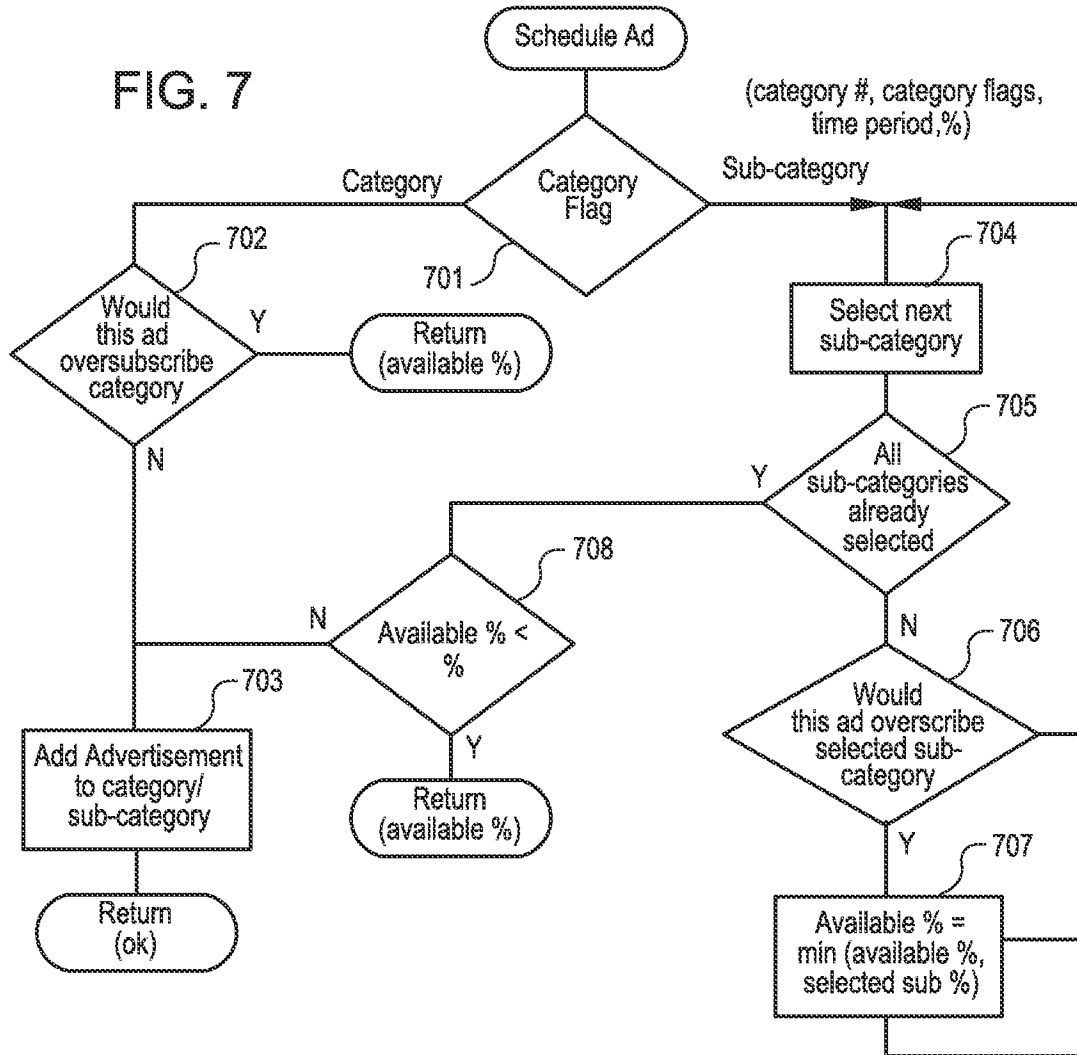 Schedule Ad
FIG. 7
(category #, category flags,
time period,%)
Category
Category
Flag
Sub-category
701
702
Would
this ad
oversubscribe
category
Y
Return
(available %)
N
704
Select next
sub-category
705
All
sub-categories
already
selected
Y
N
708
Available % <
%
N
Y
Return
(available %)
706
Would
this ad overscribe
selected sub-
category
Y
703
Add Advertisement
to category/
sub-category
Return
(ok)
707
Available % =
min (available %,
selected sub %)